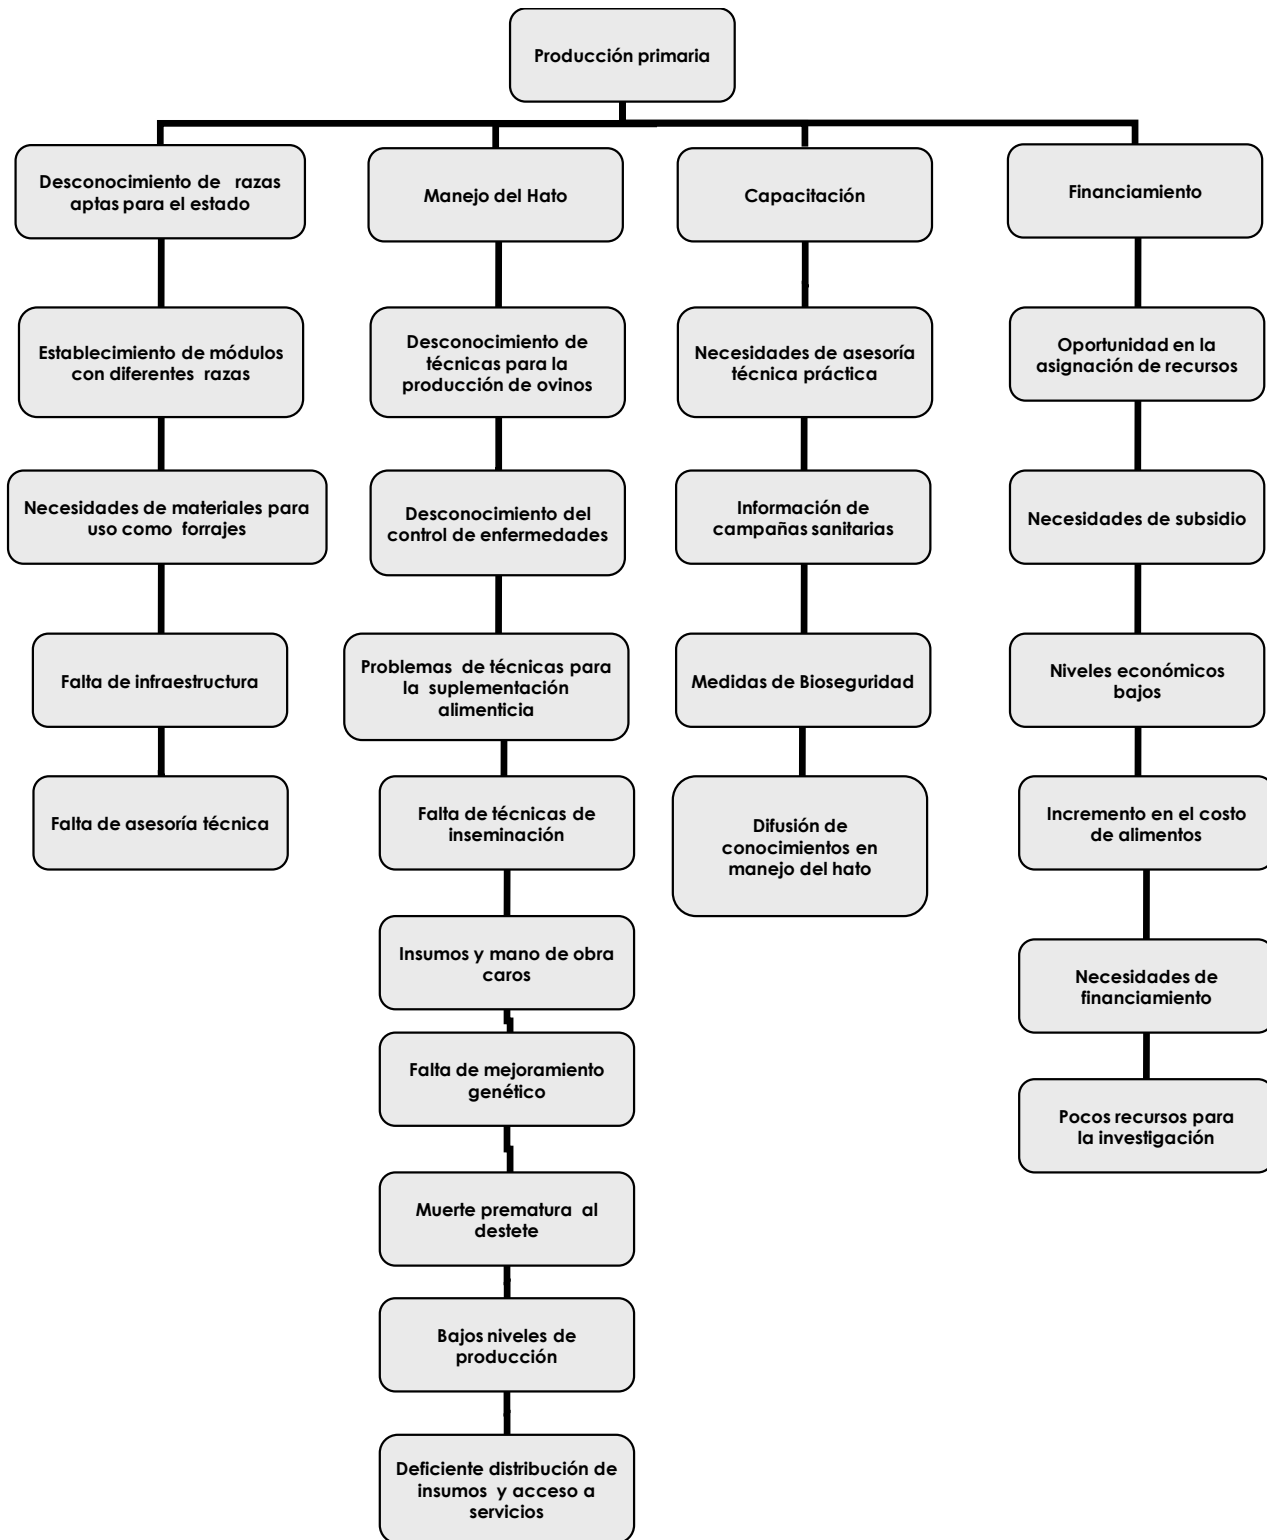 Producción primaria
Desconocimiento de razas
aptas para el estado
Establecimiento de módulos
con diferentes razas
Necesidades de materiales para
uso como forrajes
Falta de infraestructura
Falta de asesoría técnica
Manejo del Hato
Desconocimiento de
técnicas para la
producción de ovinos
Desconocimiento del
control de enfermedades
Problemas de técnicas para
la suplementación
alimenticia
Falta de técnicas de
inseminación
Insumos y mano de obra
caros
Falta de mejoramiento
genético
Muerte prematura al
destete
Bajos niveles de
producción
Deficiente distribución de
insumos y acceso a
servicios
Capacitación
Necesidades de asesoría
técnica práctica
Información de
campañas sanitarias
Medidas de Bioseguridad
Difusión de
conocimientos en
manejo del hato
Financiamiento
Oportunidad en la
asignación de recursos
Necesidades de subsidio
Niveles económicos
bajos
Incremento en el costo
de alimentos
Necesidades de
financiamiento
Pocos recursos para
la investigación